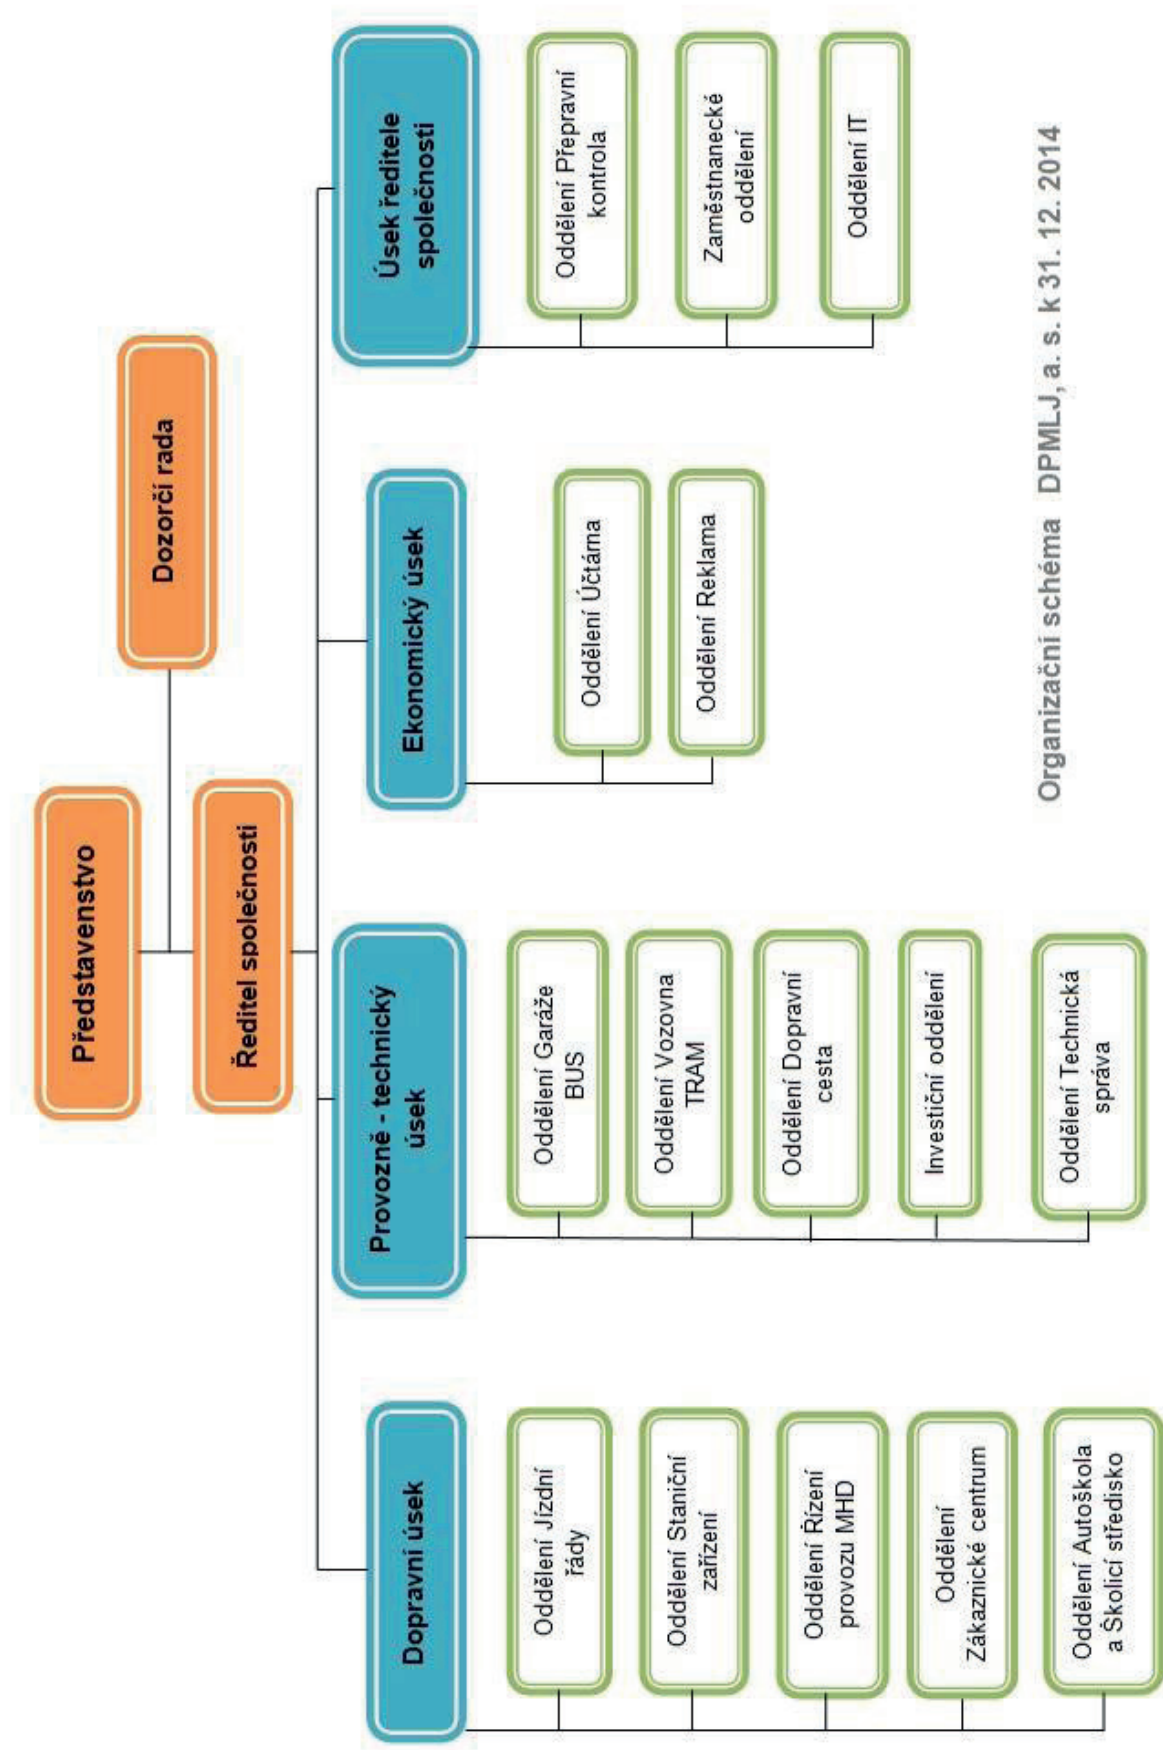 Představenstvo
Dozorčí rada
Ředitel společnosti
Dopravní úsek
Provozně - technický
úsek
Ekonomický úsek
Úsek ředitele
společnosti
Oddělení Jízdní
řády
Oddělení Staniční
zařízení
Oddělení Řízení
provozu MHD
Oddělení
Zákaznické centrum
Oddělení Autoškola
a Školicí středisko
Oddělení Garáže
BUS
Oddělení Vozovna
TRAM
Oddělení Dopravní
cesta
Investiční oddělení
Oddělení Technická
správa
Oddělení Účtárna
Oddělení Reklama
Oddělení Přepravní
kontrola
Zaměstnanecké
oddělení
Oddělení IT
Organizační schéma DPMLJ, a. s. k 31. 12. 2014